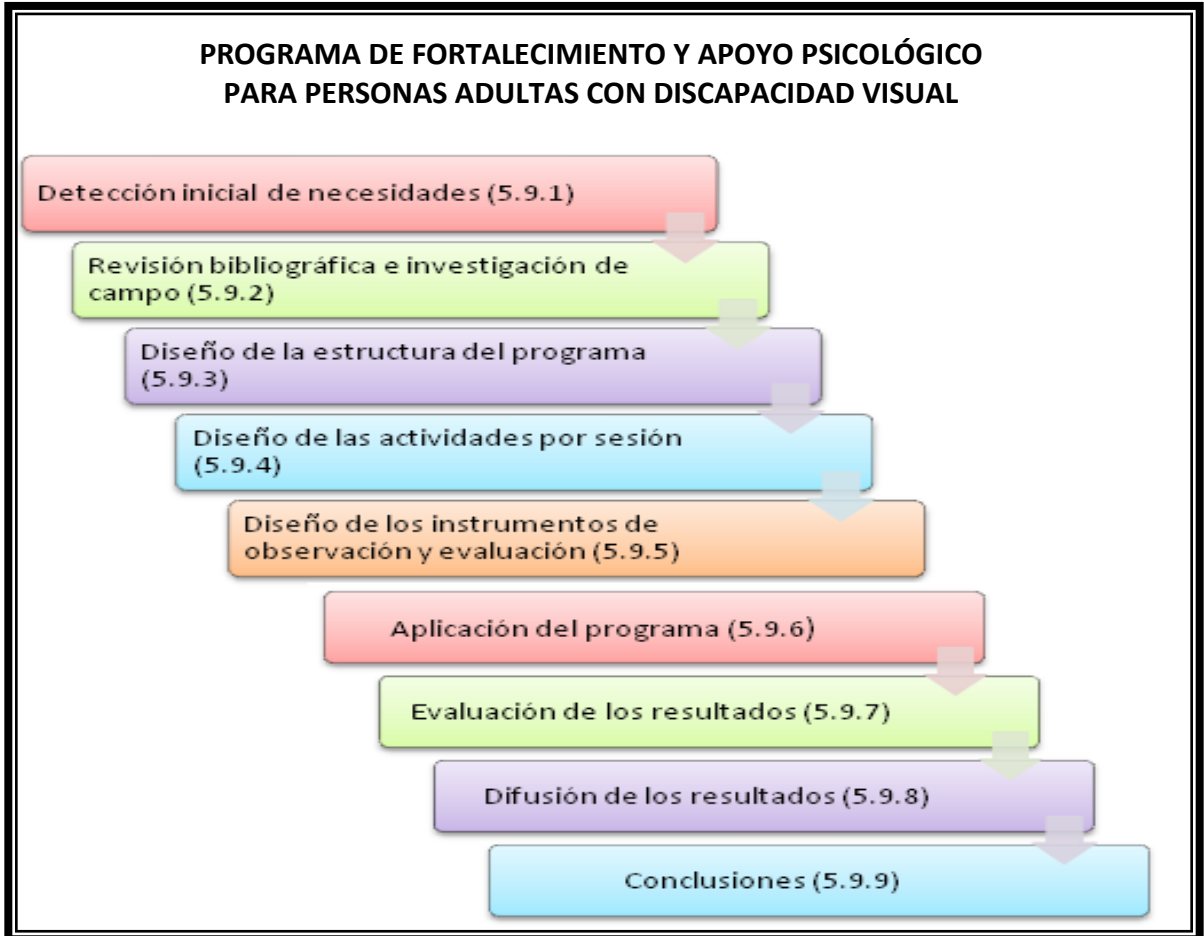 PROGRAMA DE FORTALECIMIENTO Y APOYO PSICOLÓGICO
PARA PERSONAS ADULTAS CON DISCAPACIDAD VISUAL
Detección inicial de necesidades (5.9.1)
Revisión bibliográfica e investigación de
campo (5.9.2)
Diseño de la estructura del programa
(5.9.3)
Diseño de las actividades por sesión
(5.9.4)
Diseño de los instrumentos de
observación y evaluación (5.9.5)
Aplicación del programa (5.9.6)
Evaluación de los resultados (5.9.7)
Difusión de los resultados (5.9.8)
Conclusiones (5.9.9)